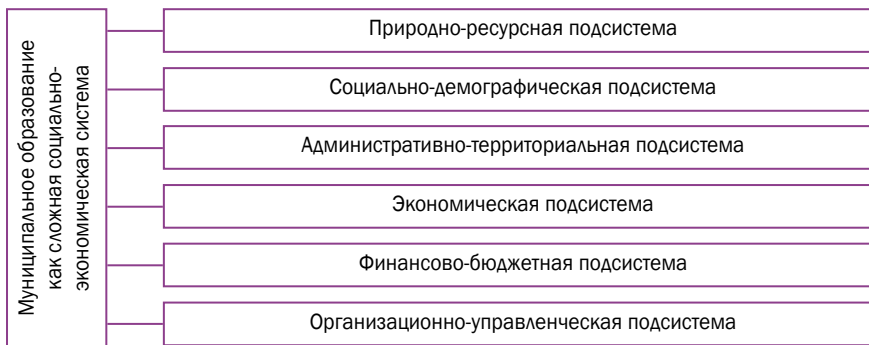 Муниципальное образование
как сложная социально-
экономическая система
Природно-ресурсная подсистема
Социально-демографическая подсистема
Административно-территориальная подсистема
Экономическая подсистема
Финансово-бюджетная подсистема
Организационно-управленческая подсистема